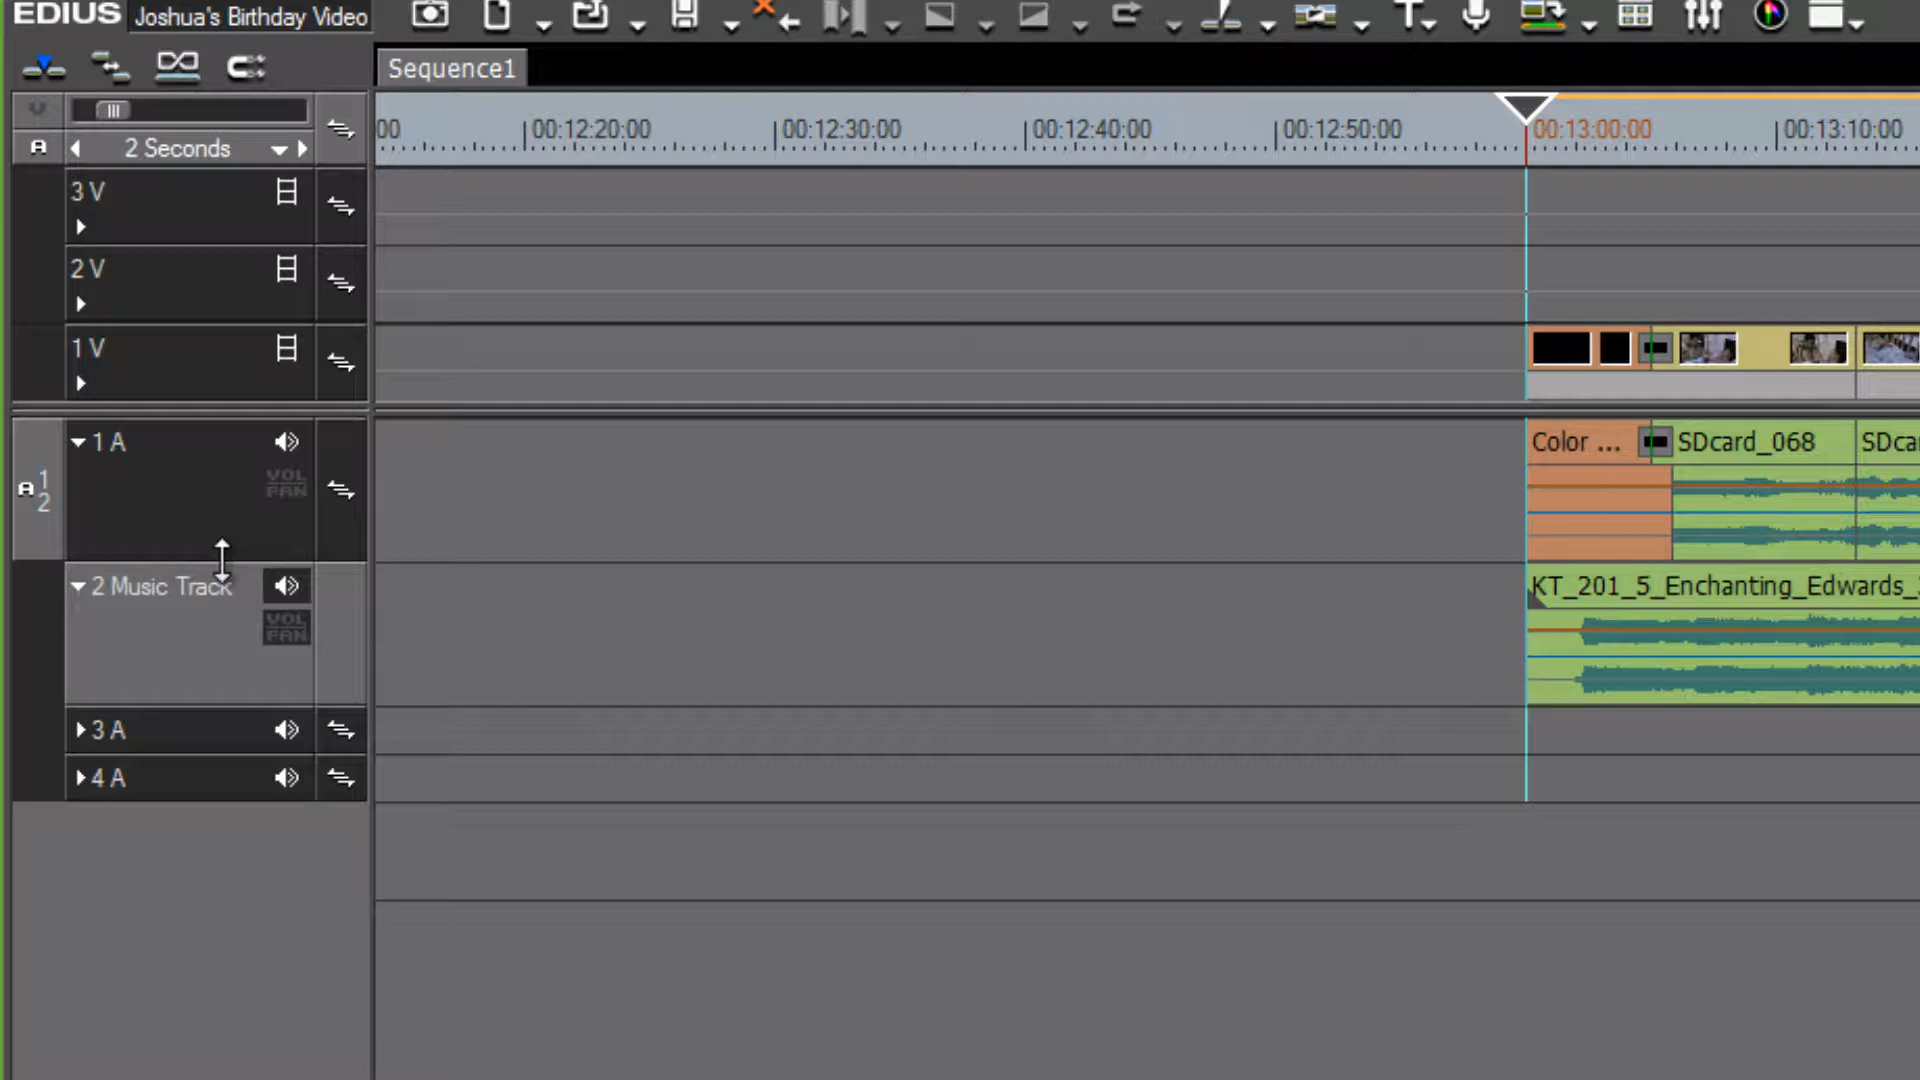 EDIUS Joshua's Birthday Video
Sequence1
2 Seconds
00 00:12:20:00 00:12:30:00 00:12:40:00 00:12:50:00 00:13:00:00 00:13:10:00
A
3 V
2 V
1 V
A 1 2
1 A
VOL
PAN
Color ... SDcard_068 SDca
2 Music Track
VOL
PAN
KT_201_5_Enchanting_Edwards_
3 A
4 A